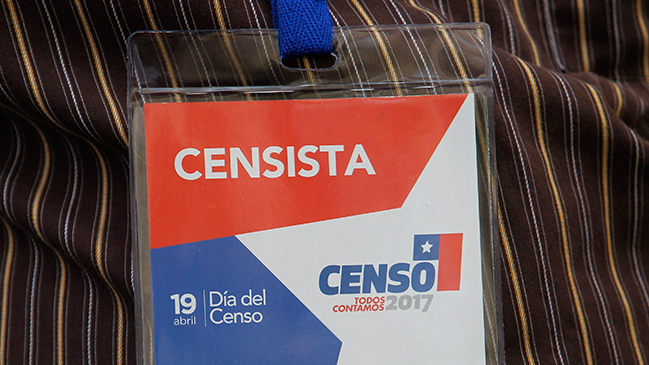 CENSISTA
19
abril
Día del
Censo
CENSO
TODOS
CONTAMOS
2017